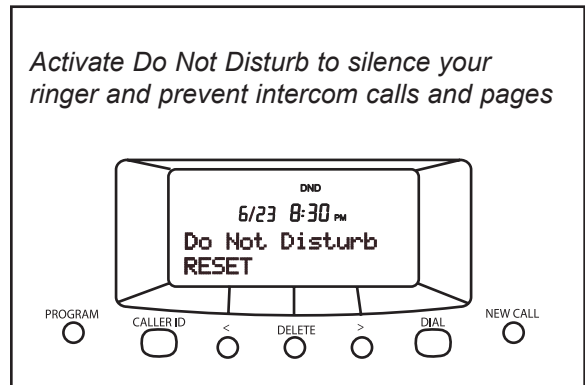 Activate Do Not Disturb to silence your
ringer and prevent intercom calls and pages
DND
6/23 8:30 PM
Do Not Disturb
RESET
PROGRAM CALLER ID < DELETE > DIAL NEW CALL